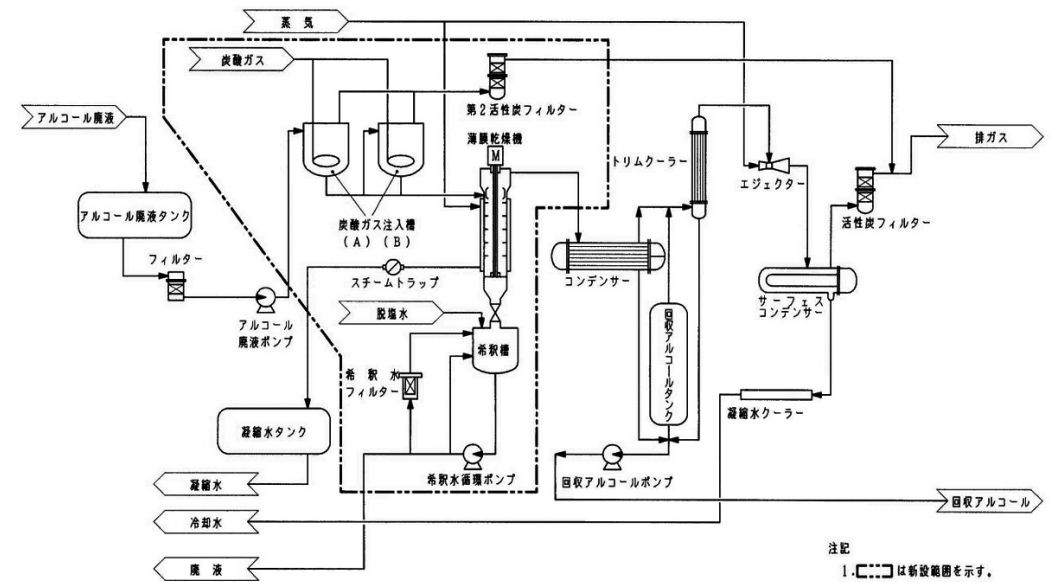 蒸気
炭酸ガス
第2活性炭フィルター
アルコール廃液
薄膜乾燥機
M
トリムクーラー
排ガス
エジェクター
アルコール廃液タンク
炭酸ガス注入槽
(A) (B)
活性炭フィルター
フィルター
スチームトラップ
コンデンサー
サーフェス
コンデンサー
アルコール
廃液ポンプ
脱塩水
希釈槽
回収アルコールタンク
希釈水
フィルター
凝縮水クーラー
凝縮水タンク
希釈水循環ポンプ
回収アルコールポンプ
凝縮水
回収アルコール
冷却水
廃液
注記
1. は新設範囲を示す。